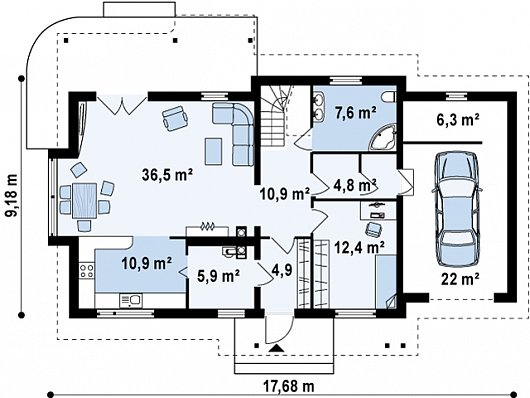 7,6 m²
6,3 m²
36,5 m²
4,8 m²
10,9 m²
9,18 m
12,4 m²
10,9 m²
5,9 m²
4,9
22 m²
17,68 m